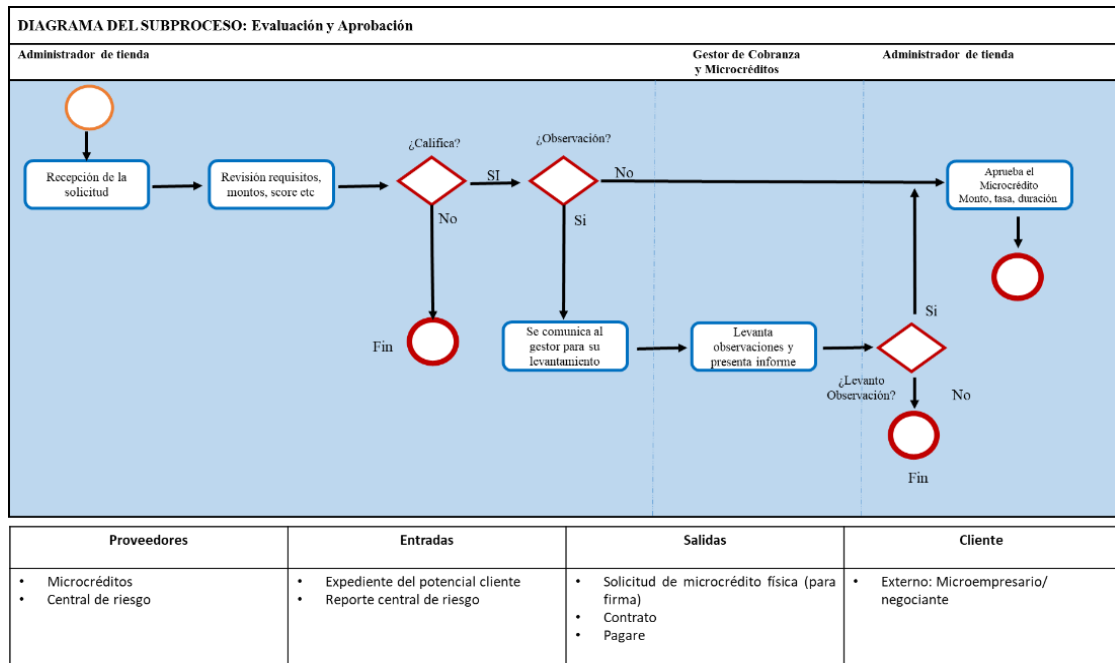 DIAGRAMA DEL SUBPROCESO: Evaluación y Aprobación
Administrador de tienda
Gestor de Cobranza
y Microcréditos
Administrador de tienda
¿Califica?
¿Observación?
Recepción de la
solicitud
Revisión requisitos,
montos, score etc
SI
No
Aprueba el
Microcrédito
Monto, tasa, duración
No
Si
Fin
Se comunica al
gestor para su
levantamiento
Levanta
observaciones y
presenta informe
Si
¿Levanto
Observación?
No
Fin
Proveedores
Entradas
Salidas
Cliente
• Microcréditos
• Central de riesgo
• Expediente del potencial cliente
• Reporte central de riesgo
• Solicitud de microcrédito física (para
firma)
• Contrato
• Pagare
• Externo: Microempresario/
negociante